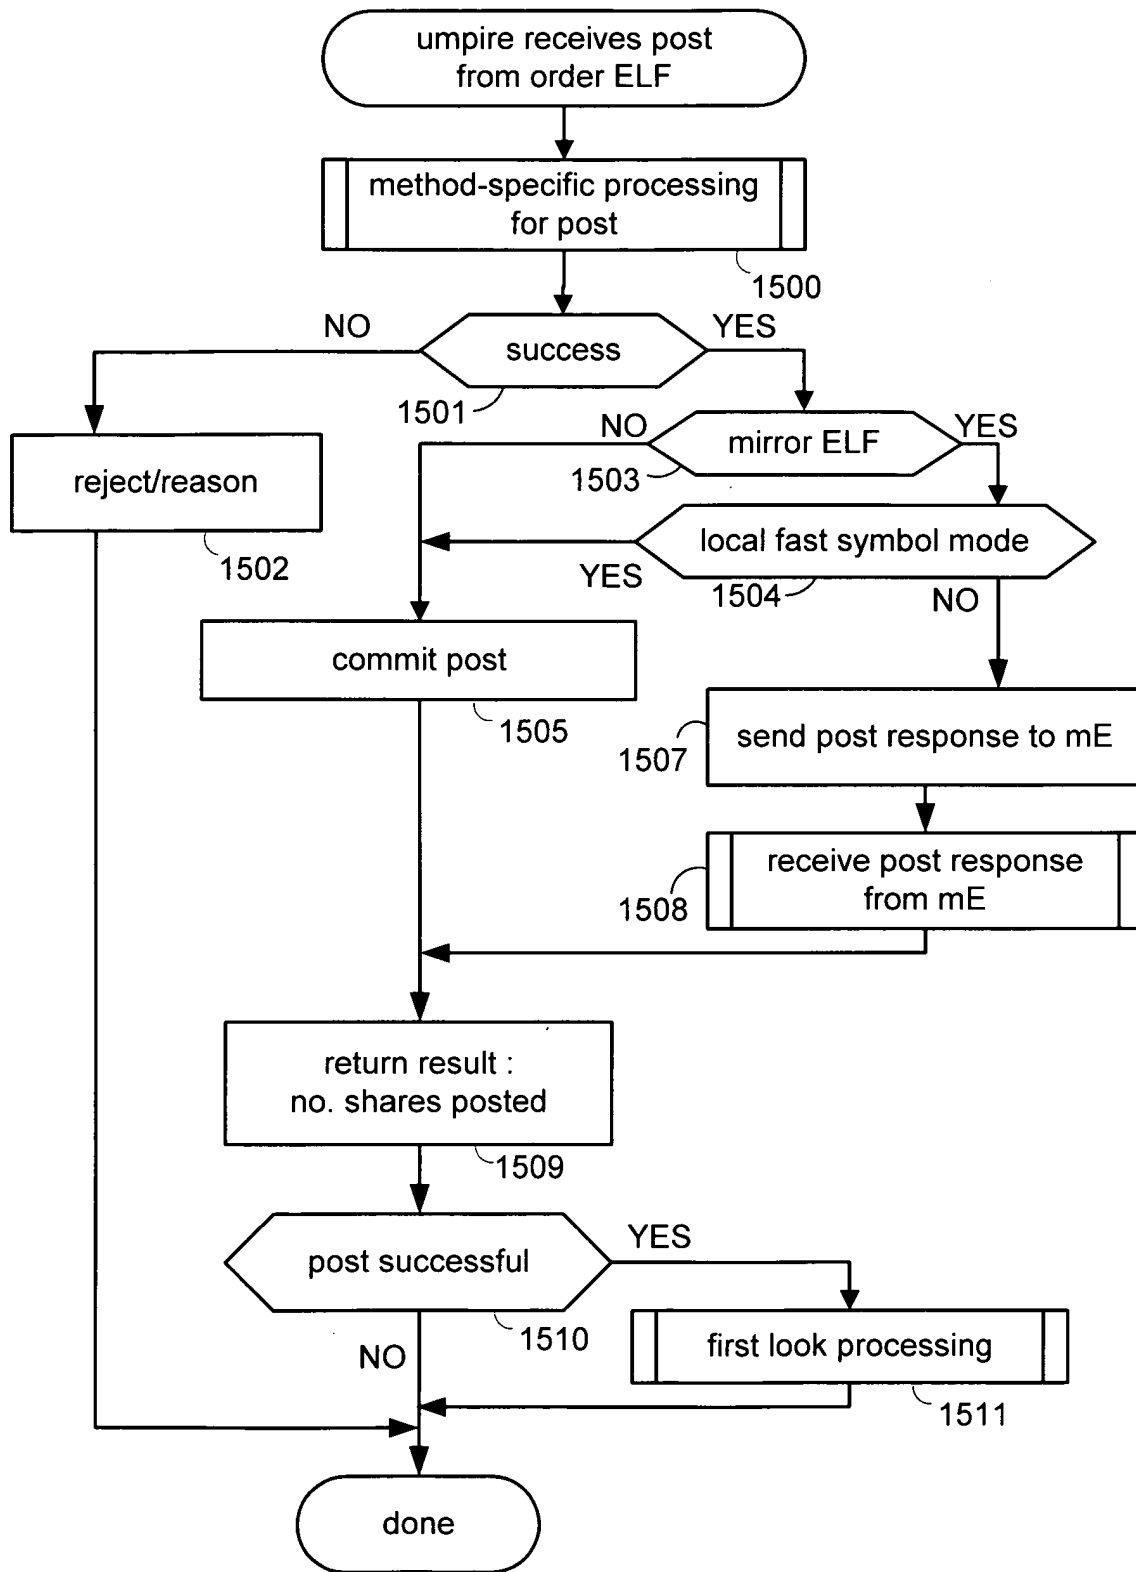 umpire receives post
from order ELF
method-specific processing
for post
1500
NO
YES
success
1501
NO
YES
mirror ELF
1503
reject/reason
1502
local fast symbol mode
YES
1504
NO
commit post
1505
send post response to mE
1507
receive post response
from mE
1508
return result :
no. shares posted
1509
YES
post successful
1510
NO
first look processing
1511
done